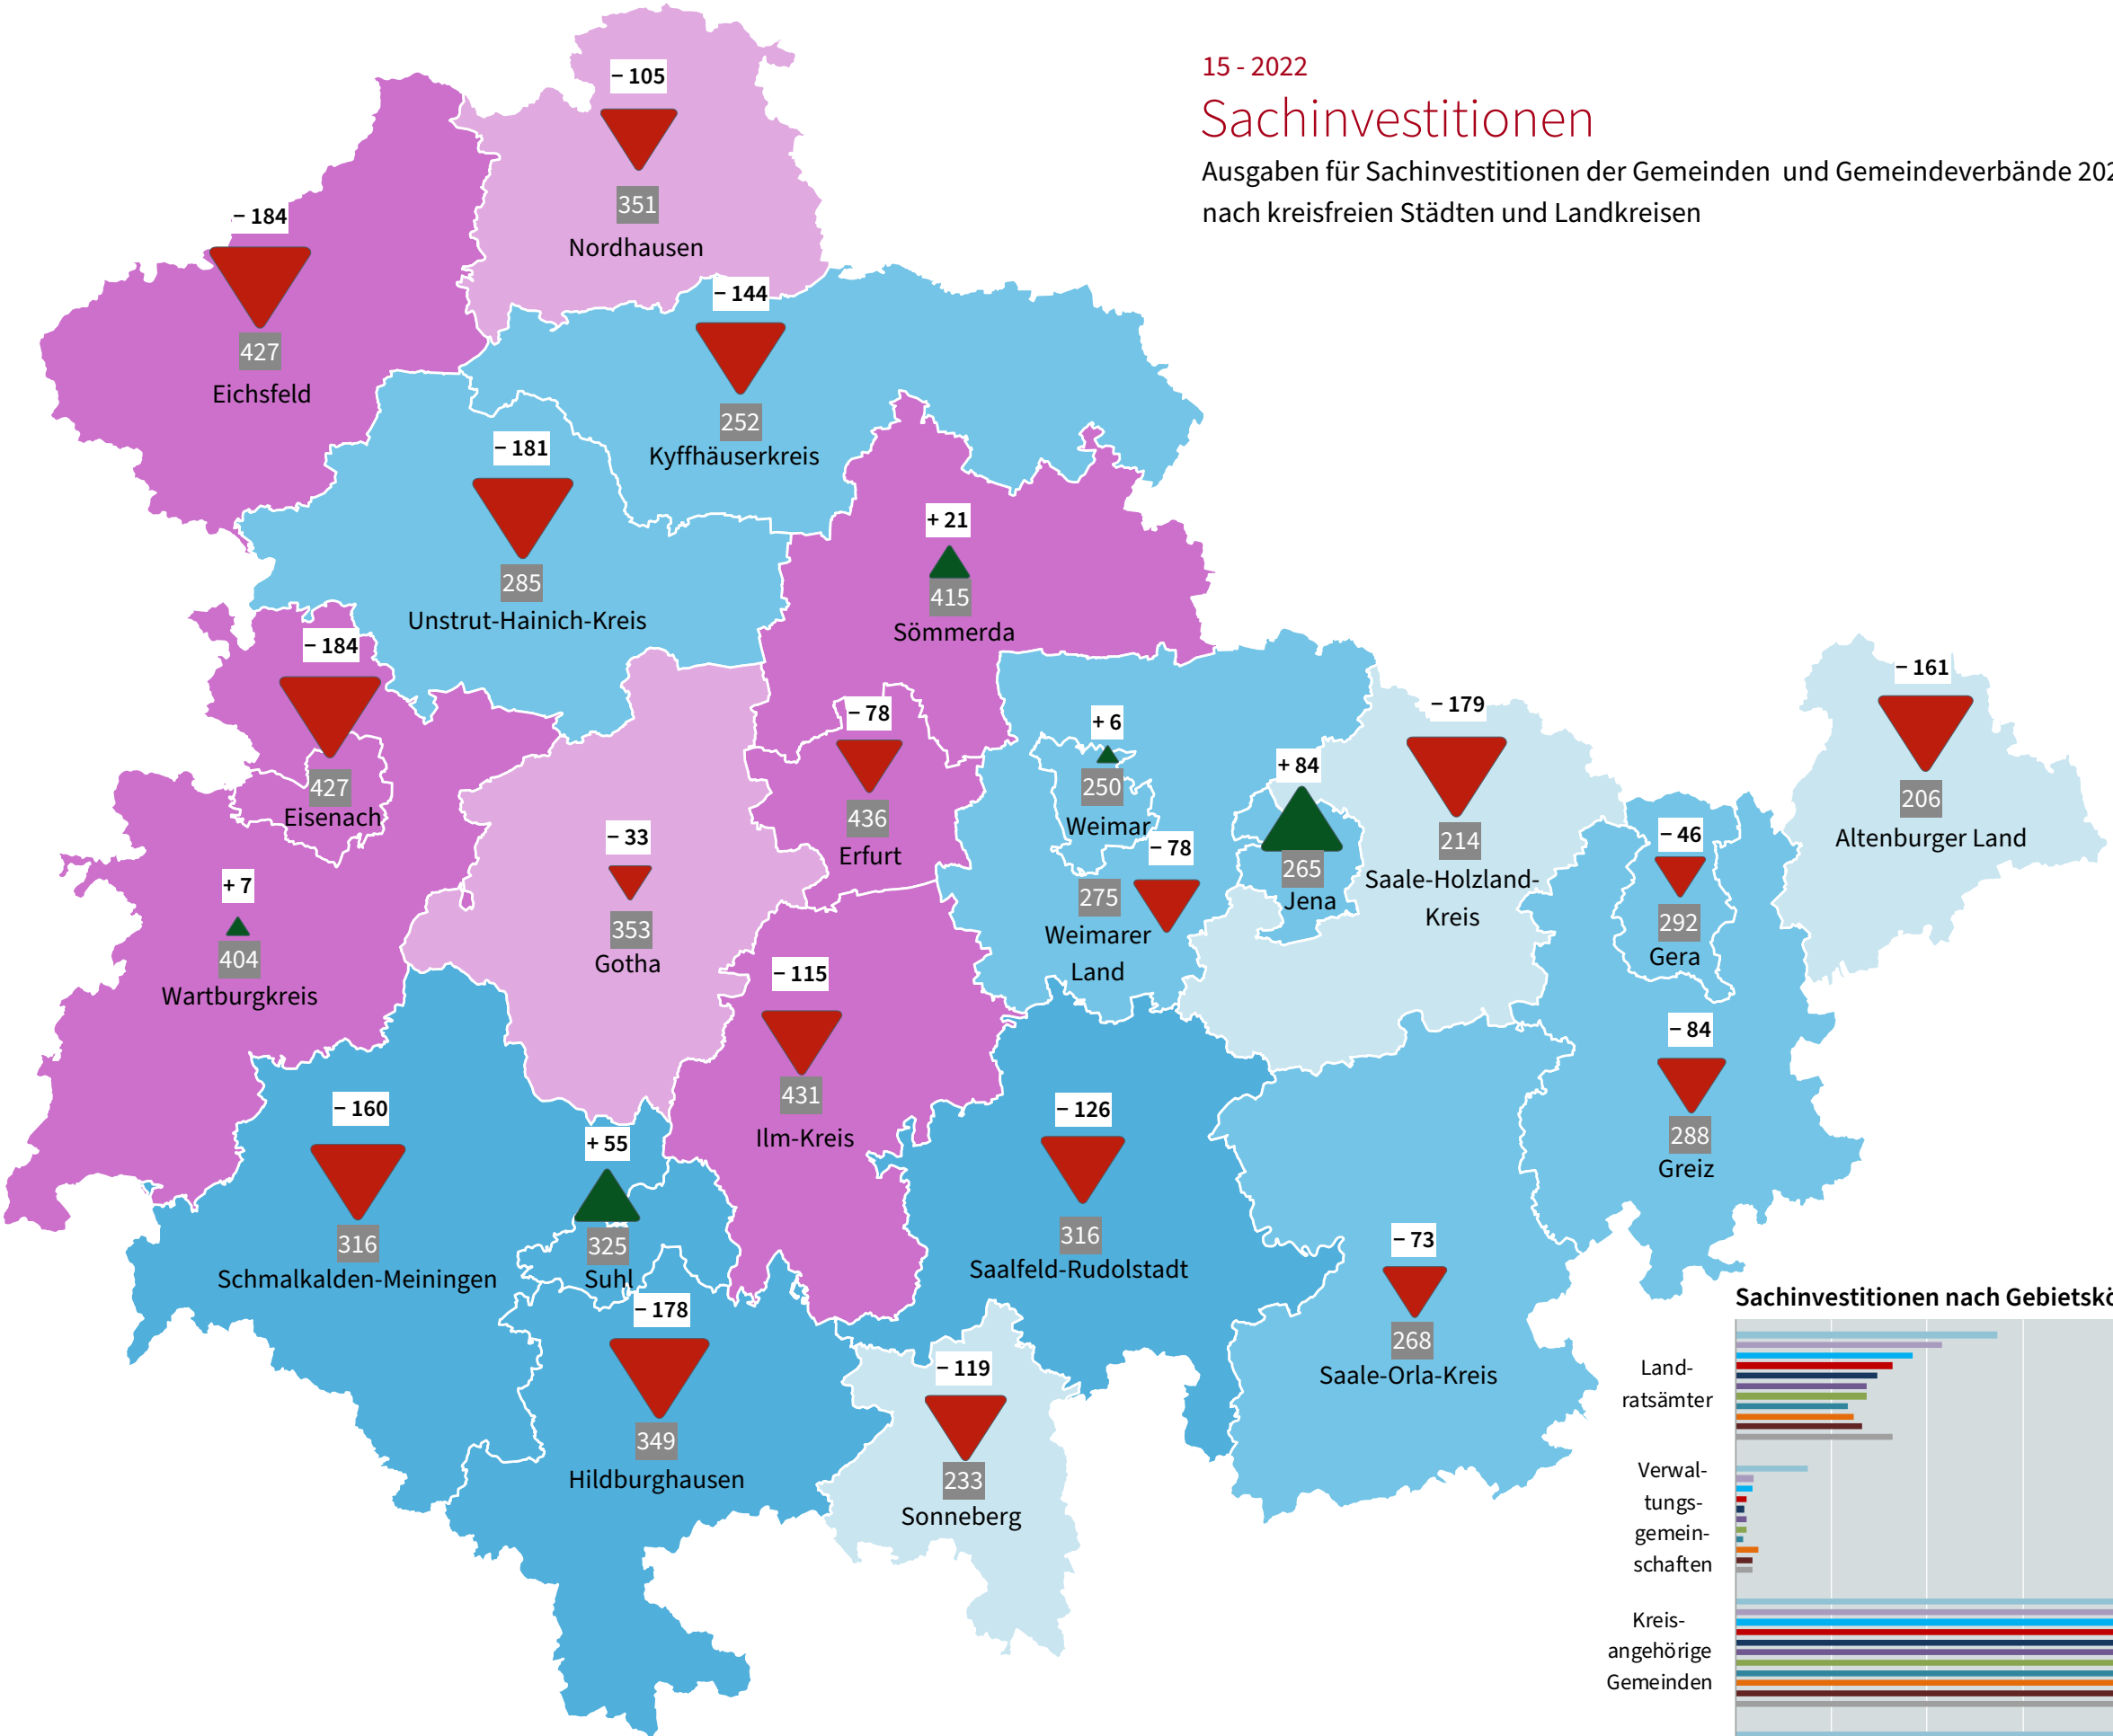 15 - 2022
Sachinvestitionen
Ausgaben für Sachinvestitionen der Gemeinden und Gemeindeverbände 202
nach kreisfreien Städten und Landkreisen
− 105
351
Nordhausen
− 184
427
Eichsfeld
− 144
252
Kyffhäuserkreis
− 181
285
Unstrut-Hainich-Kreis
+ 21
415
Sömmerda
− 184
427
Eisenach
− 78
436
Erfurt
+ 6
250
Weimar
− 78
275
Weimarer
Land
+ 84
265
Jena
− 179
214
Saale-Holzland-
Kreis
− 161
206
Altenburger Land
− 46
292
Gera
− 33
353
Gotha
+ 7
404
Wartburgkreis
− 115
431
Ilm-Kreis
− 84
288
Greiz
− 160
316
Schmalkalden-Meiningen
+ 55
325
Suhl
− 126
316
Saalfeld-Rudolstadt
− 73
268
Saale-Orla-Kreis
− 178
349
Hildburghausen
− 119
233
Sonneberg
Sachinvestitionen nach Gebietskö
Land-
ratsämter
Verwal-
tungs-
gemein-
schaften
Kreis-
angehörige
Gemeinden